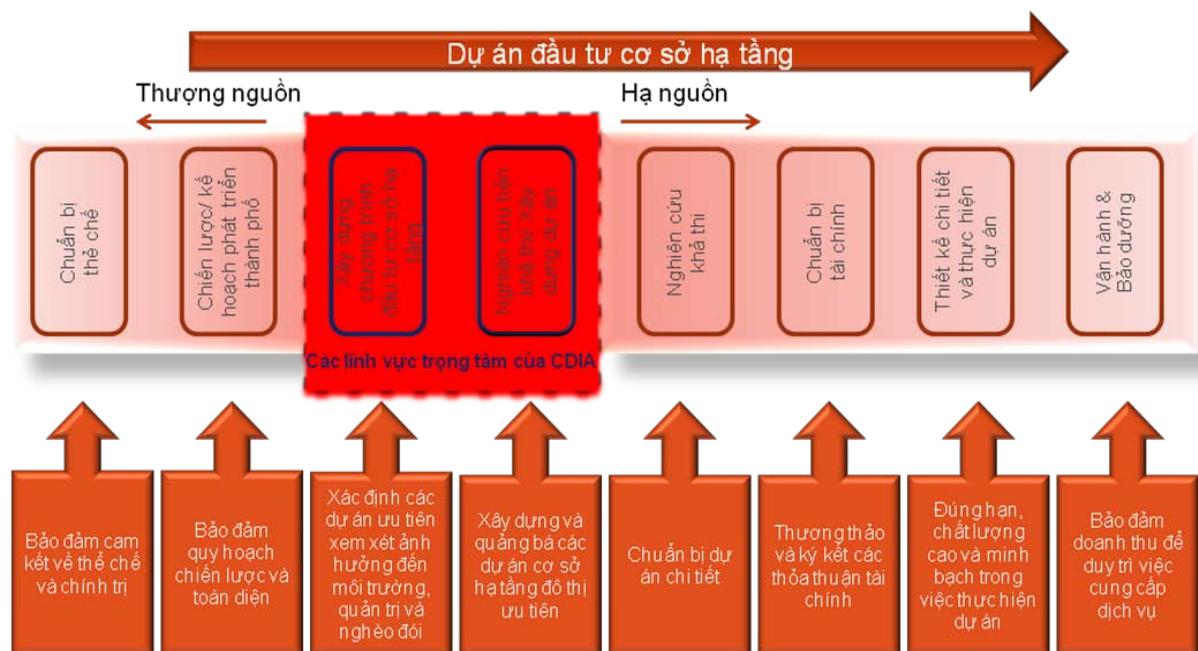 Dự án đầu tư cơ sở hạ tầng
Thượng nguồn
Hạ nguồn
Chuẩn bị
thể chế
Chiến lược/ kế
hoạch phát triển
thành phố
Xây dựng
chương trình
đầu tư cơ sở hạ
tầng
Nghiên cứu tiền
khả thi/ Xây
dựng dự án
Nghiên cứu
khả thi
Chuẩn bị
tài chính
Thiết kế chi tiết
và thực hiện
dự án
Vận hành &
Bảo dưỡng
Các lĩnh vực trọng tâm của CDIA
Bảo đảm cam
kết về thể chế
và chính trị
Bảo đảm
quy hoạch
chiến lược và
toàn diện
Xác định các
dự án ưu tiên
xem xét ảnh
hưởng đến
môi trường,
quản trị và
nghèo đói
Xây dựng và
quảng bá các
dự án cơ sở
hạ tầng đô thị
ưu tiên
Chuẩn bị dự
án chi tiết
Thương thảo
và ký kết các
thỏa thuận tài
chính
Đúng hạn,
chất lượng
cao và minh
bạch trong
việc thực hiện
dự án
Bảo đảm
doanh thu để
duy trì việc
cung cấp
dịch vụ